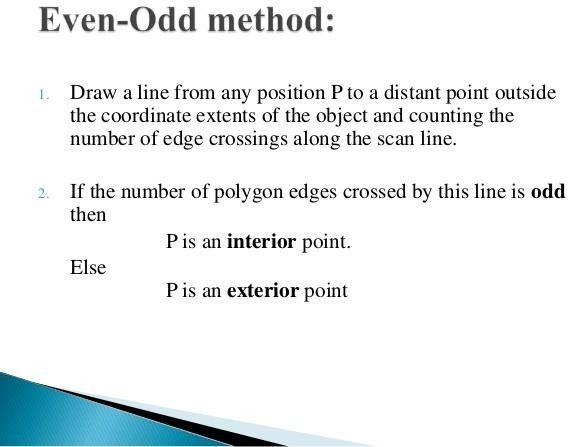 Even-Odd method:
1. Draw a line from any position P to a distant point outside
the coordinate extents of the object and counting the
number of edge crossings along the scan line.
2. If the number of polygon edges crossed by this line is odd
then
P is an interior point.
Else
P is an exterior point